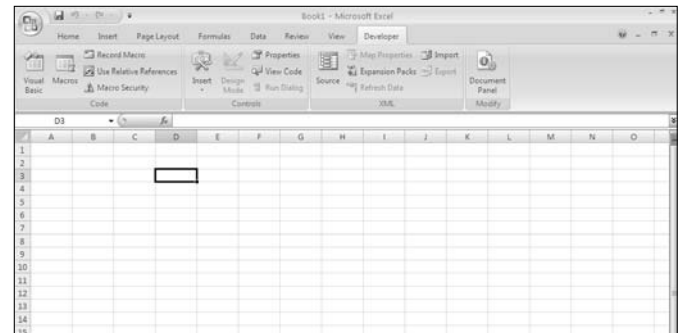 Book1 - Microsoft Excel
Home Insert Page Layout Formulas Data Review View Developer
Visual Basic
Macros
Record Macro
Use Relative References
Macro Security
Code
Insert
Design Mode
Properties
View Code
Run Dialog
Controls
Source
Map Properties
Expansion Packs
Refresh Data
Import
Export
XML
Document Panel
Modify
D3 fx
A B C D E F G H I J K L M N O
1
2
3
4
5
6
7
8
9
10
11
12
13
14
15